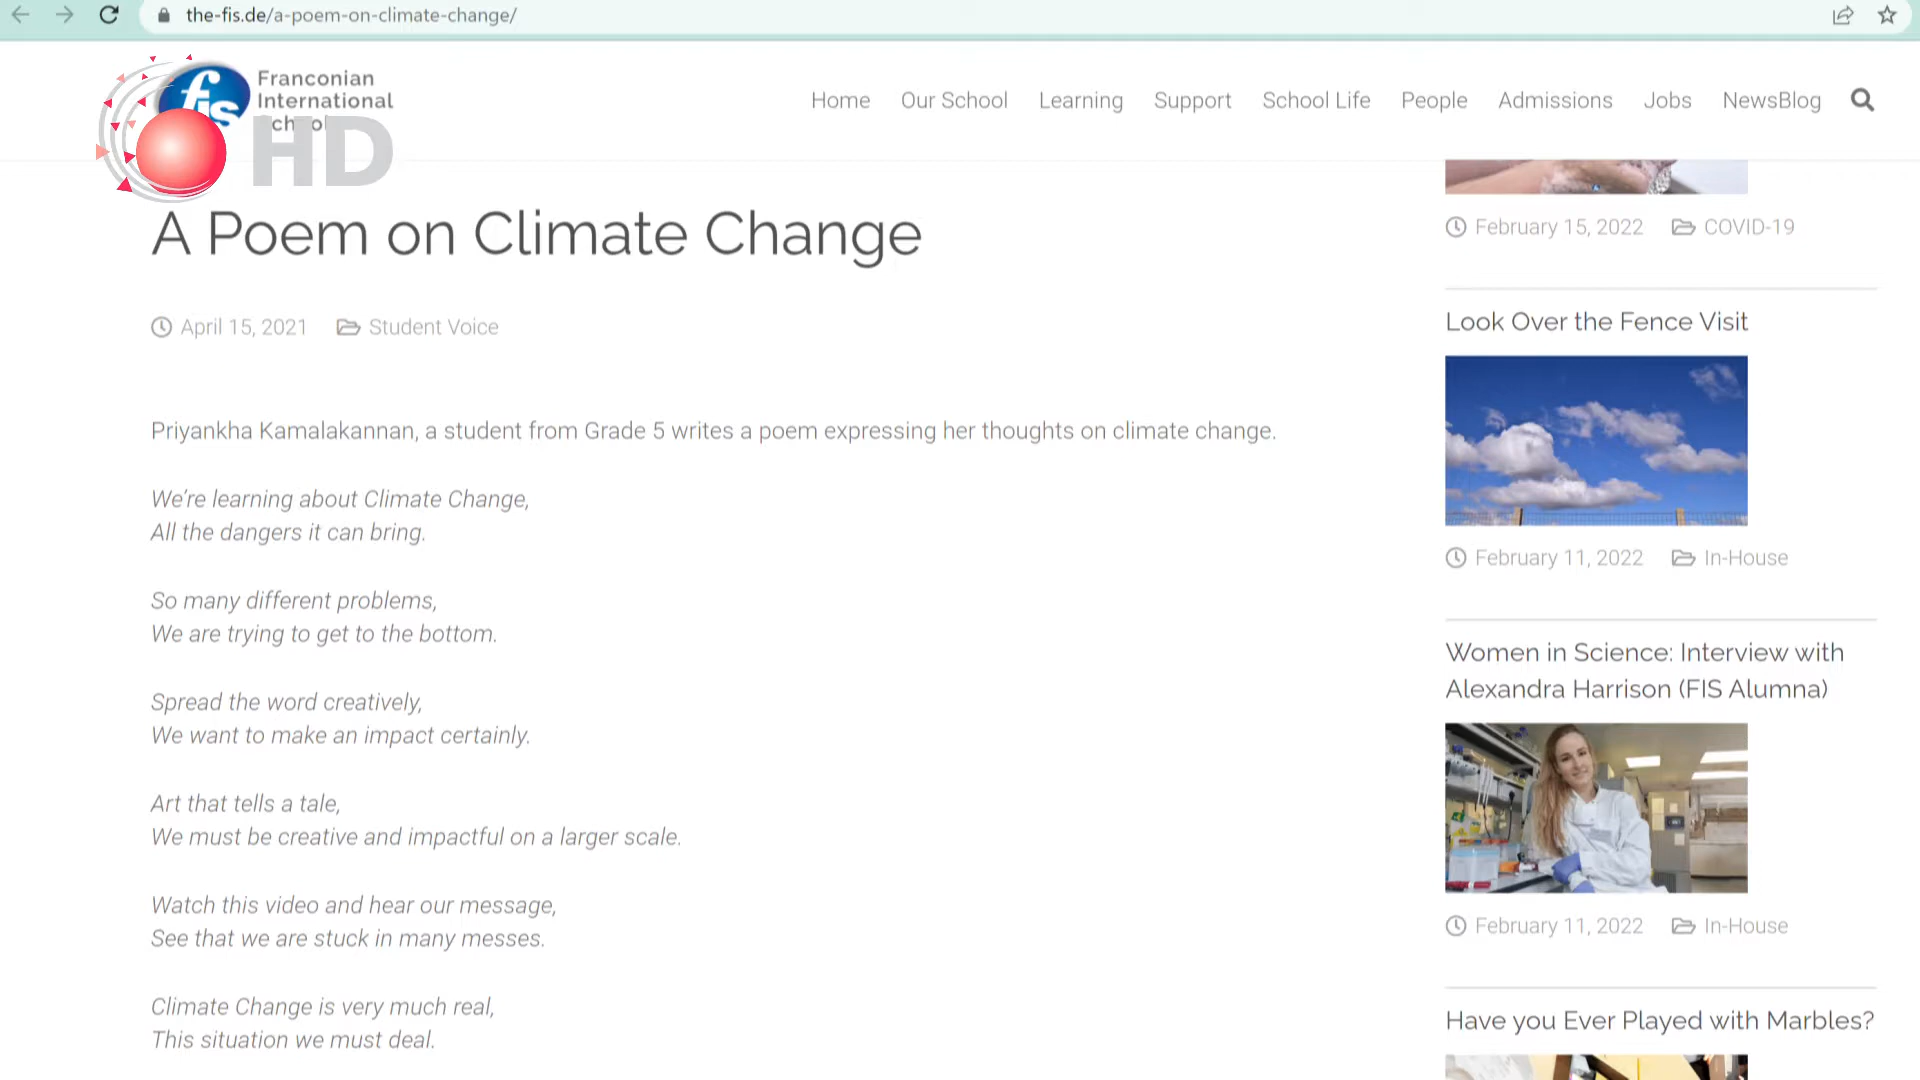 the-fis.de/a-poem-on-climate-change/
fis
Franconian
International
School
HD
Home Our School Learning Support School Life People Admissions Jobs NewsBlog
A Poem on Climate Change
April 15, 2021 Student Voice
Priyankha Kamalakannan, a student from Grade 5 writes a poem expressing her thoughts on climate change.
We’re learning about Climate Change,
All the dangers it can bring.
So many different problems,
We are trying to get to the bottom.
Spread the word creatively,
We want to make an impact certainly.
Art that tells a tale,
We must be creative and impactful on a larger scale.
Watch this video and hear our message,
See that we are stuck in many messes.
Climate Change is very much real,
This situation we must deal.
February 15, 2022 COVID-19
Look Over the Fence Visit
February 11, 2022 In-House
Women in Science: Interview with
Alexandra Harrison (FIS Alumna)
February 11, 2022 In-House
Have you Ever Played with Marbles?